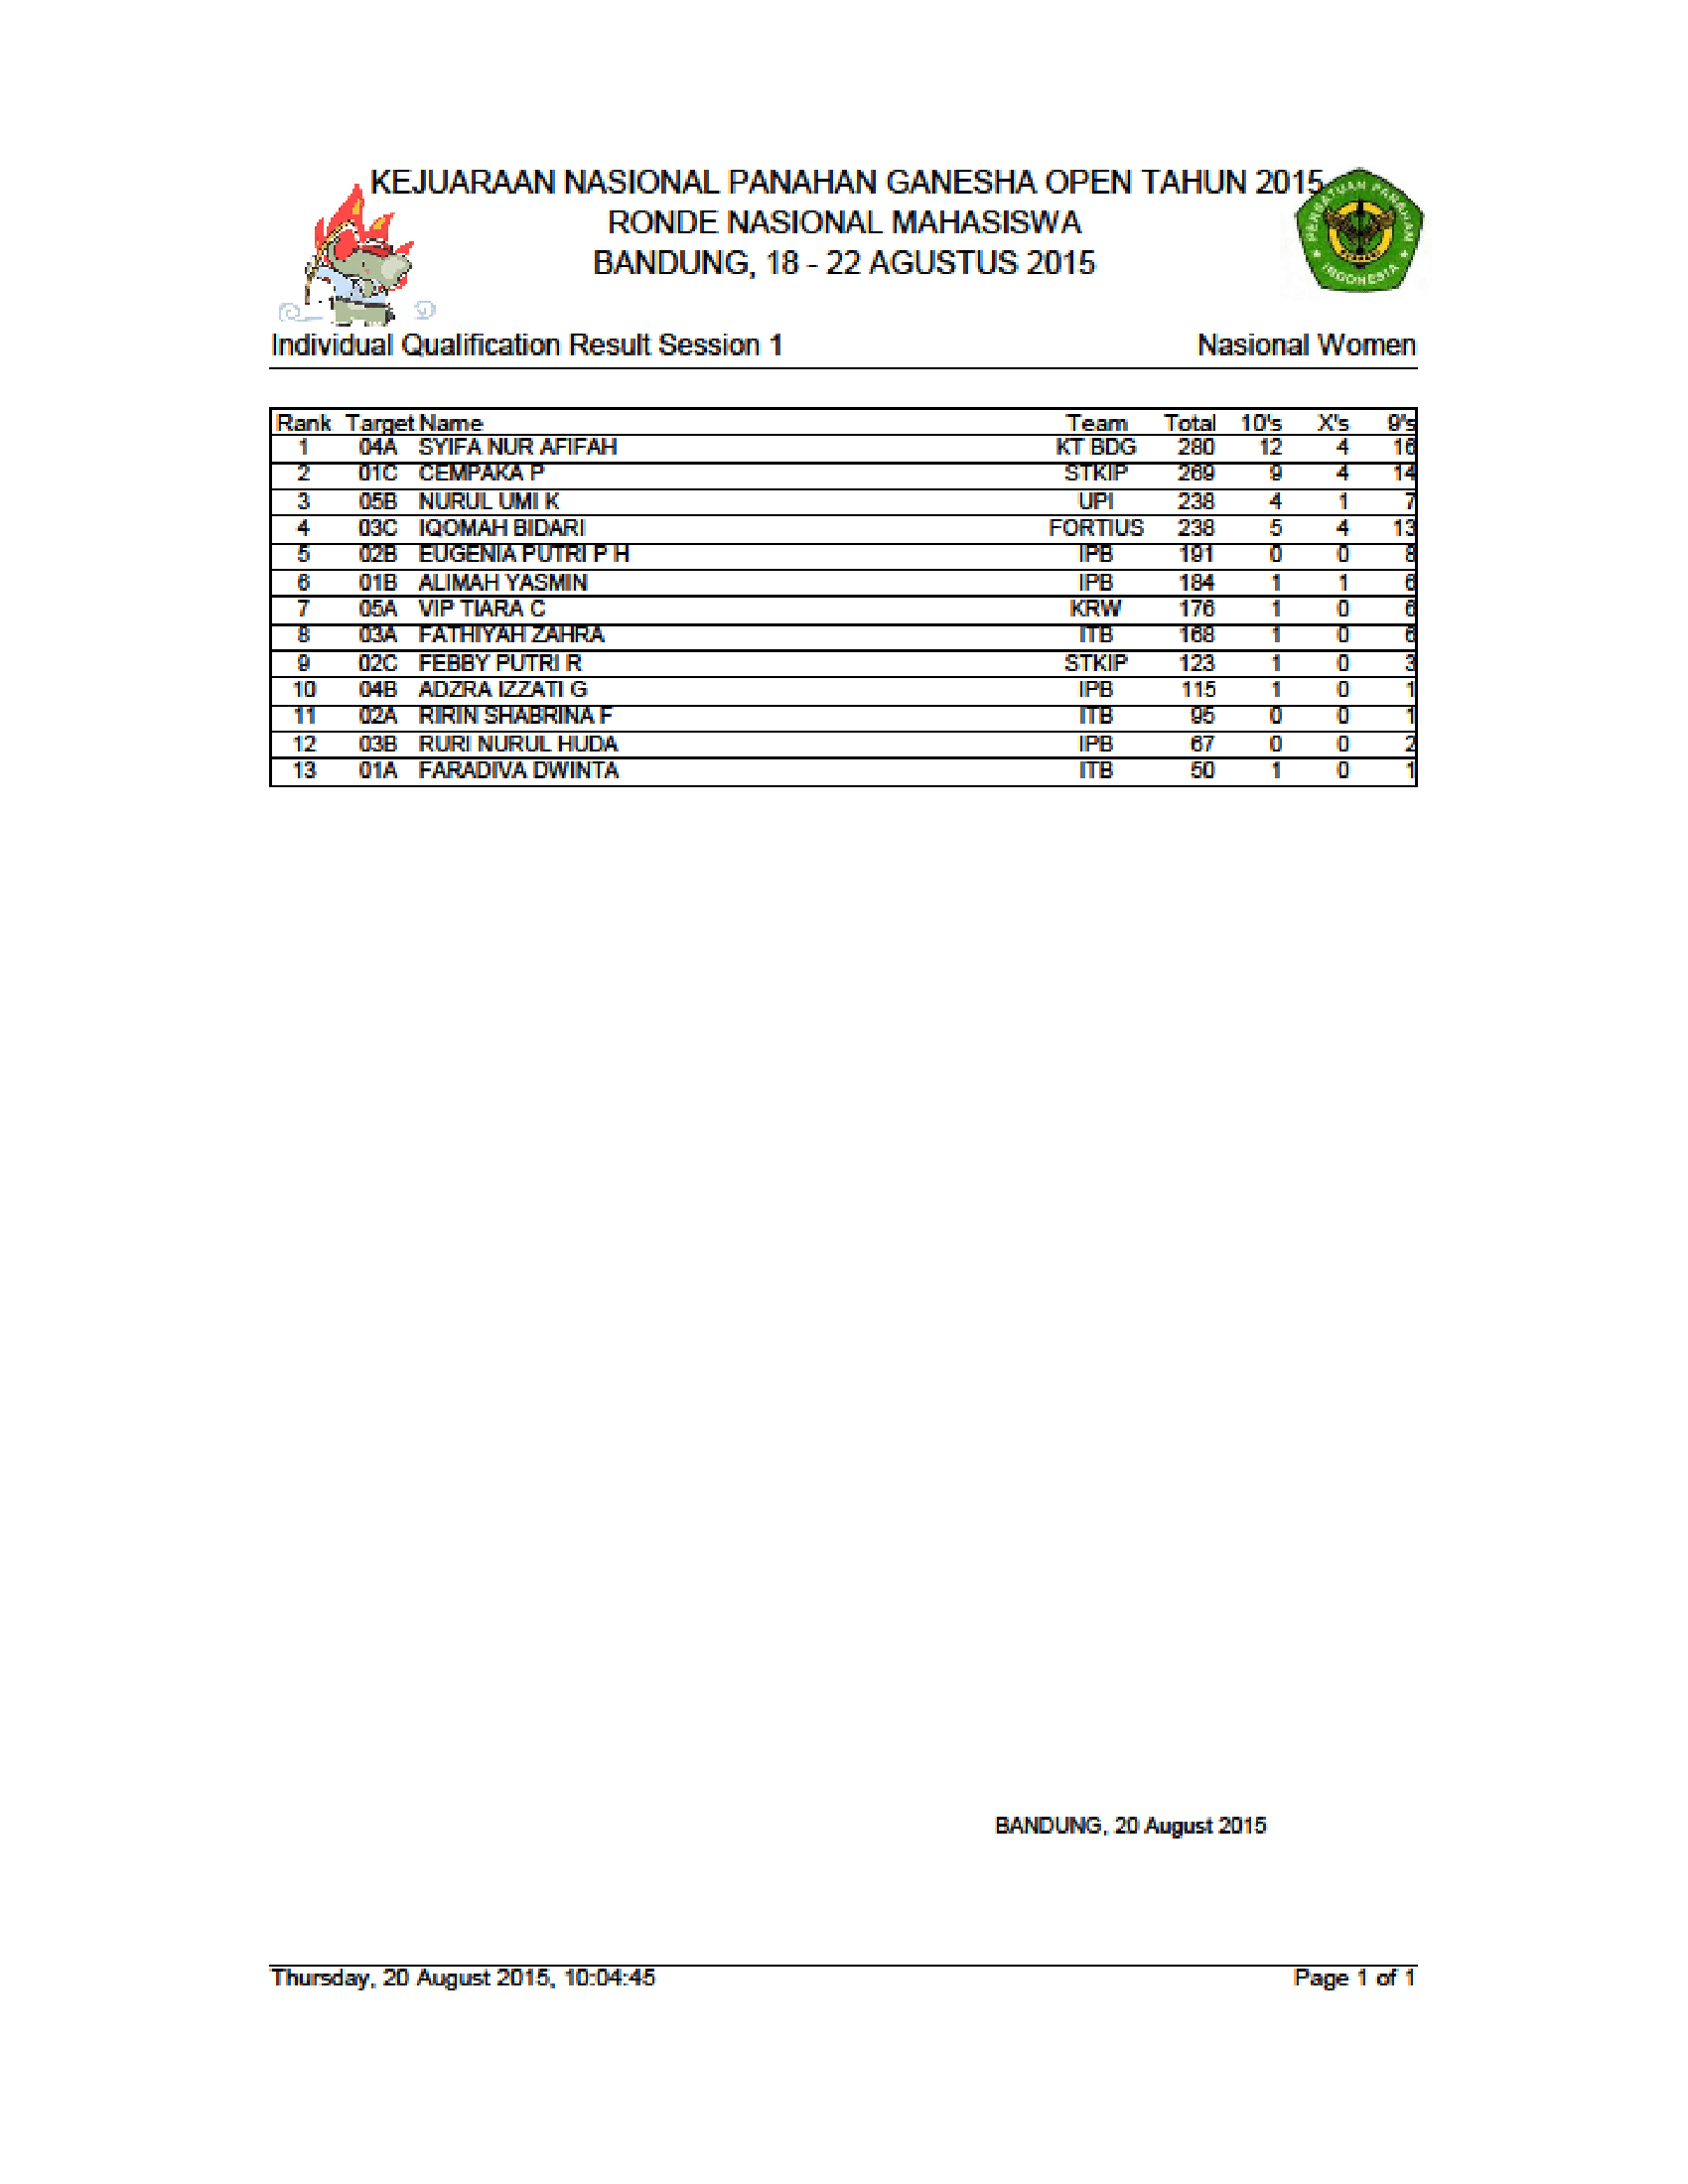 KEJUARAAN NASIONAL PANAHAN GANESHA OPEN TAHUN 2015
RONDE NASIONAL MAHASISWA
BANDUNG, 18 - 22 AGUSTUS 2015
PERSATUAN PANAHAN
INDONESIA
Individual Qualification Result Session 1 Nasional Women
Rank Target Name Team Total 10's X's 9's
1 04A SYIFA NUR AFIFAH KT BDG 280 12 4 16
2 01C CEMPAKA P STKIP 269 9 4 14
3 05B NURUL UMI K UPI 238 4 1 7
4 03C IQOMAH BIDARI FORTIUS 238 5 4 13
5 02B EUGENIA PUTRI P H IPB 191 0 0 8
6 01B ALIMAH YASMIN IPB 184 1 1 6
7 05A VIP TIARA C KRW 176 1 0 6
8 03A FATHIYAH ZAHRA ITB 168 1 0 6
9 02C FEBBY PUTRI R STKIP 123 1 0 3
10 04B ADZRA IZZATI G IPB 115 1 0 1
11 02A RIRIN SHABRINA F ITB 95 0 0 1
12 03B RURI NURUL HUDA IPB 67 0 0 2
13 01A FARADIVA DWINTA ITB 50 1 0 1
BANDUNG, 20 August 2015
Thursday, 20 August 2015, 10:04:45 Page 1 of 1